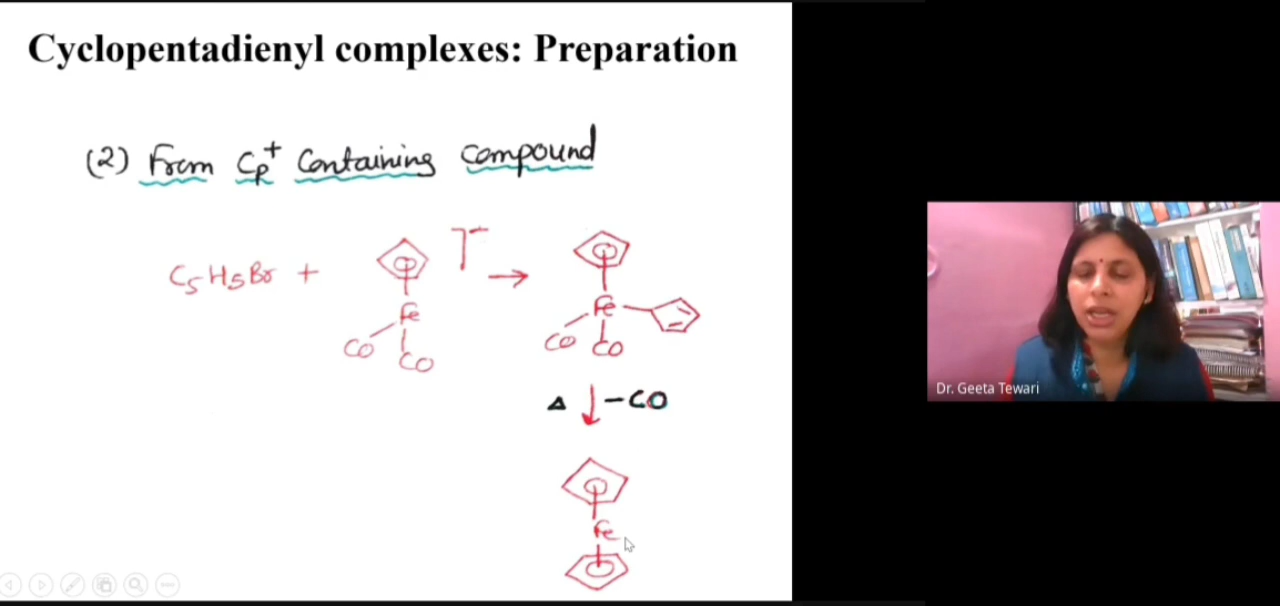 Cyclopentadienyl complexes: Preparation
(2) From Cp+ Containing Compound
C5H5Br + Fe CO CO ]- → Fe CO CO
Δ ↓ -CO
Fe
Dr. Geeta Tewari